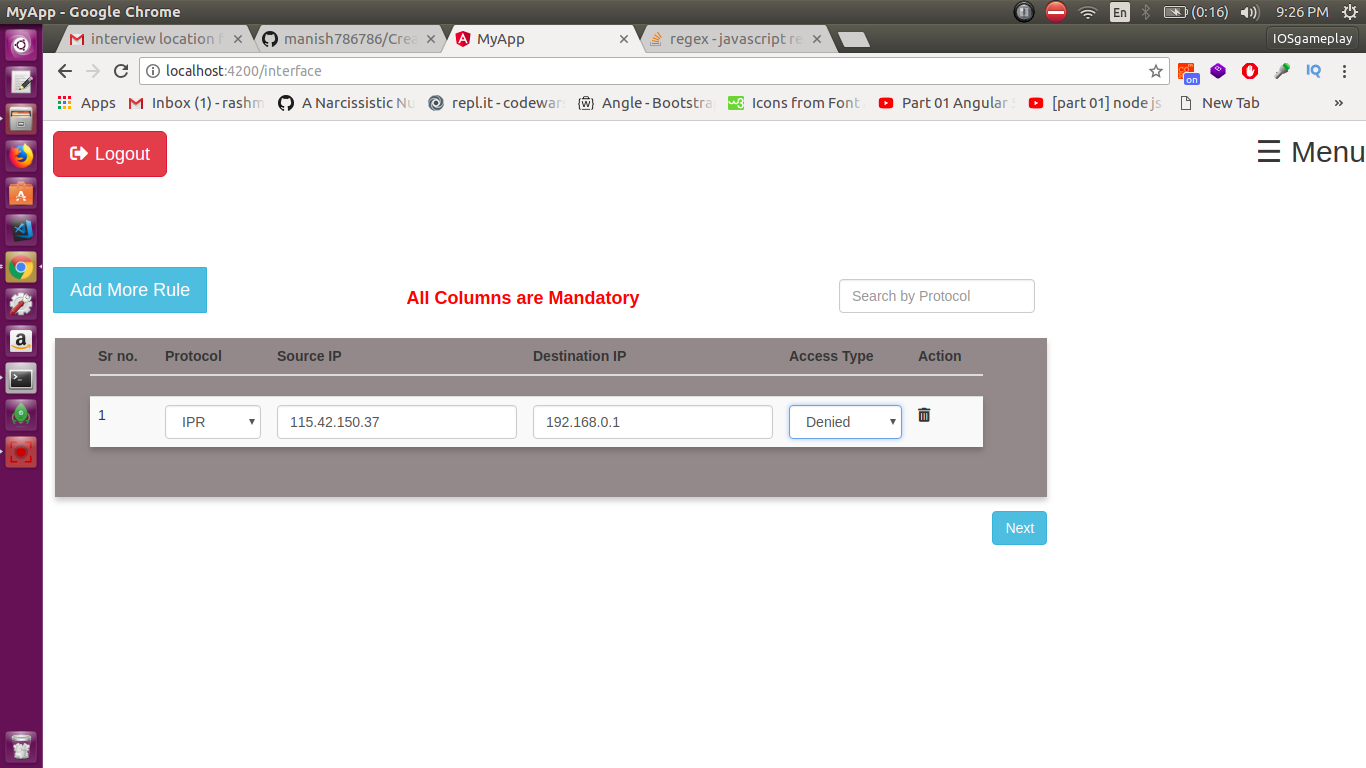 MyApp - Google Chrome
En (0:16) 9:26 PM
interview location manish786786/Crea MyApp regex - javascript re IOSgameplay
localhost:4200/interface on IQ
Apps Inbox (1) - rashm A Narcissistic Nu repl.it - codewars Angle - Bootstra Icons from Font Part 01 Angular [part 01] node js New Tab »
Logout ☰ Menu
Add More Rule All Columns are Mandatory Search by Protocol
Sr no. Protocol Source IP Destination IP Access Type Action
1 IPR 115.42.150.37 192.168.0.1 Denied
Next